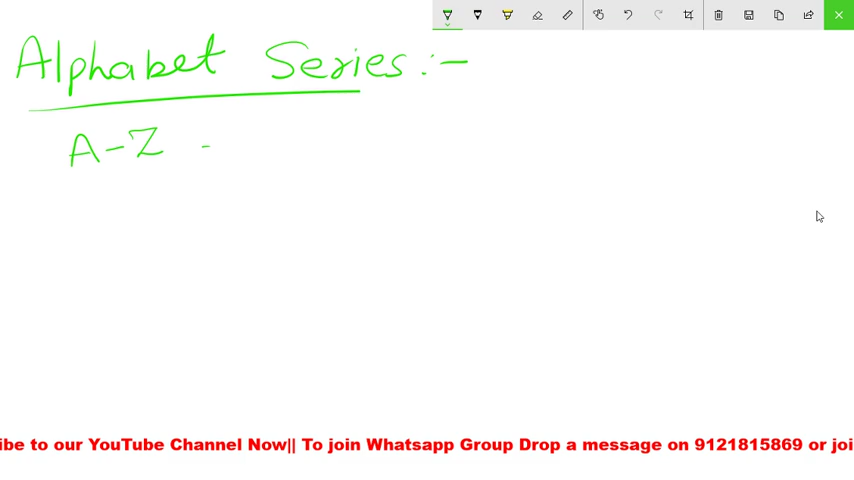 Alphabet Series:-
A-Z -
ibe to our YouTube Channel Now|| To join Whatsapp Group Drop a message on 9121815869 or joi